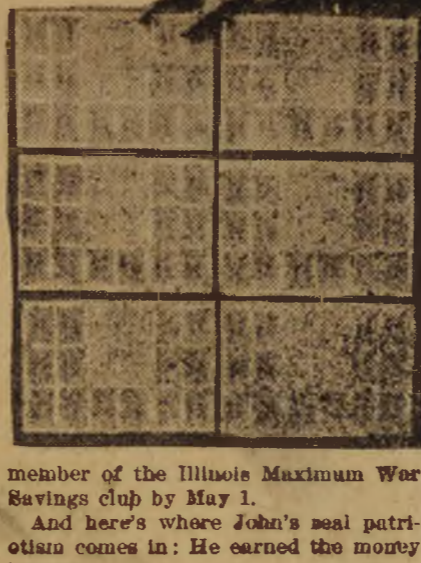 member of the Illinois Maximum War
Savings club by May 1.
And here's where John's real patri-
otism comes in: He earned the money